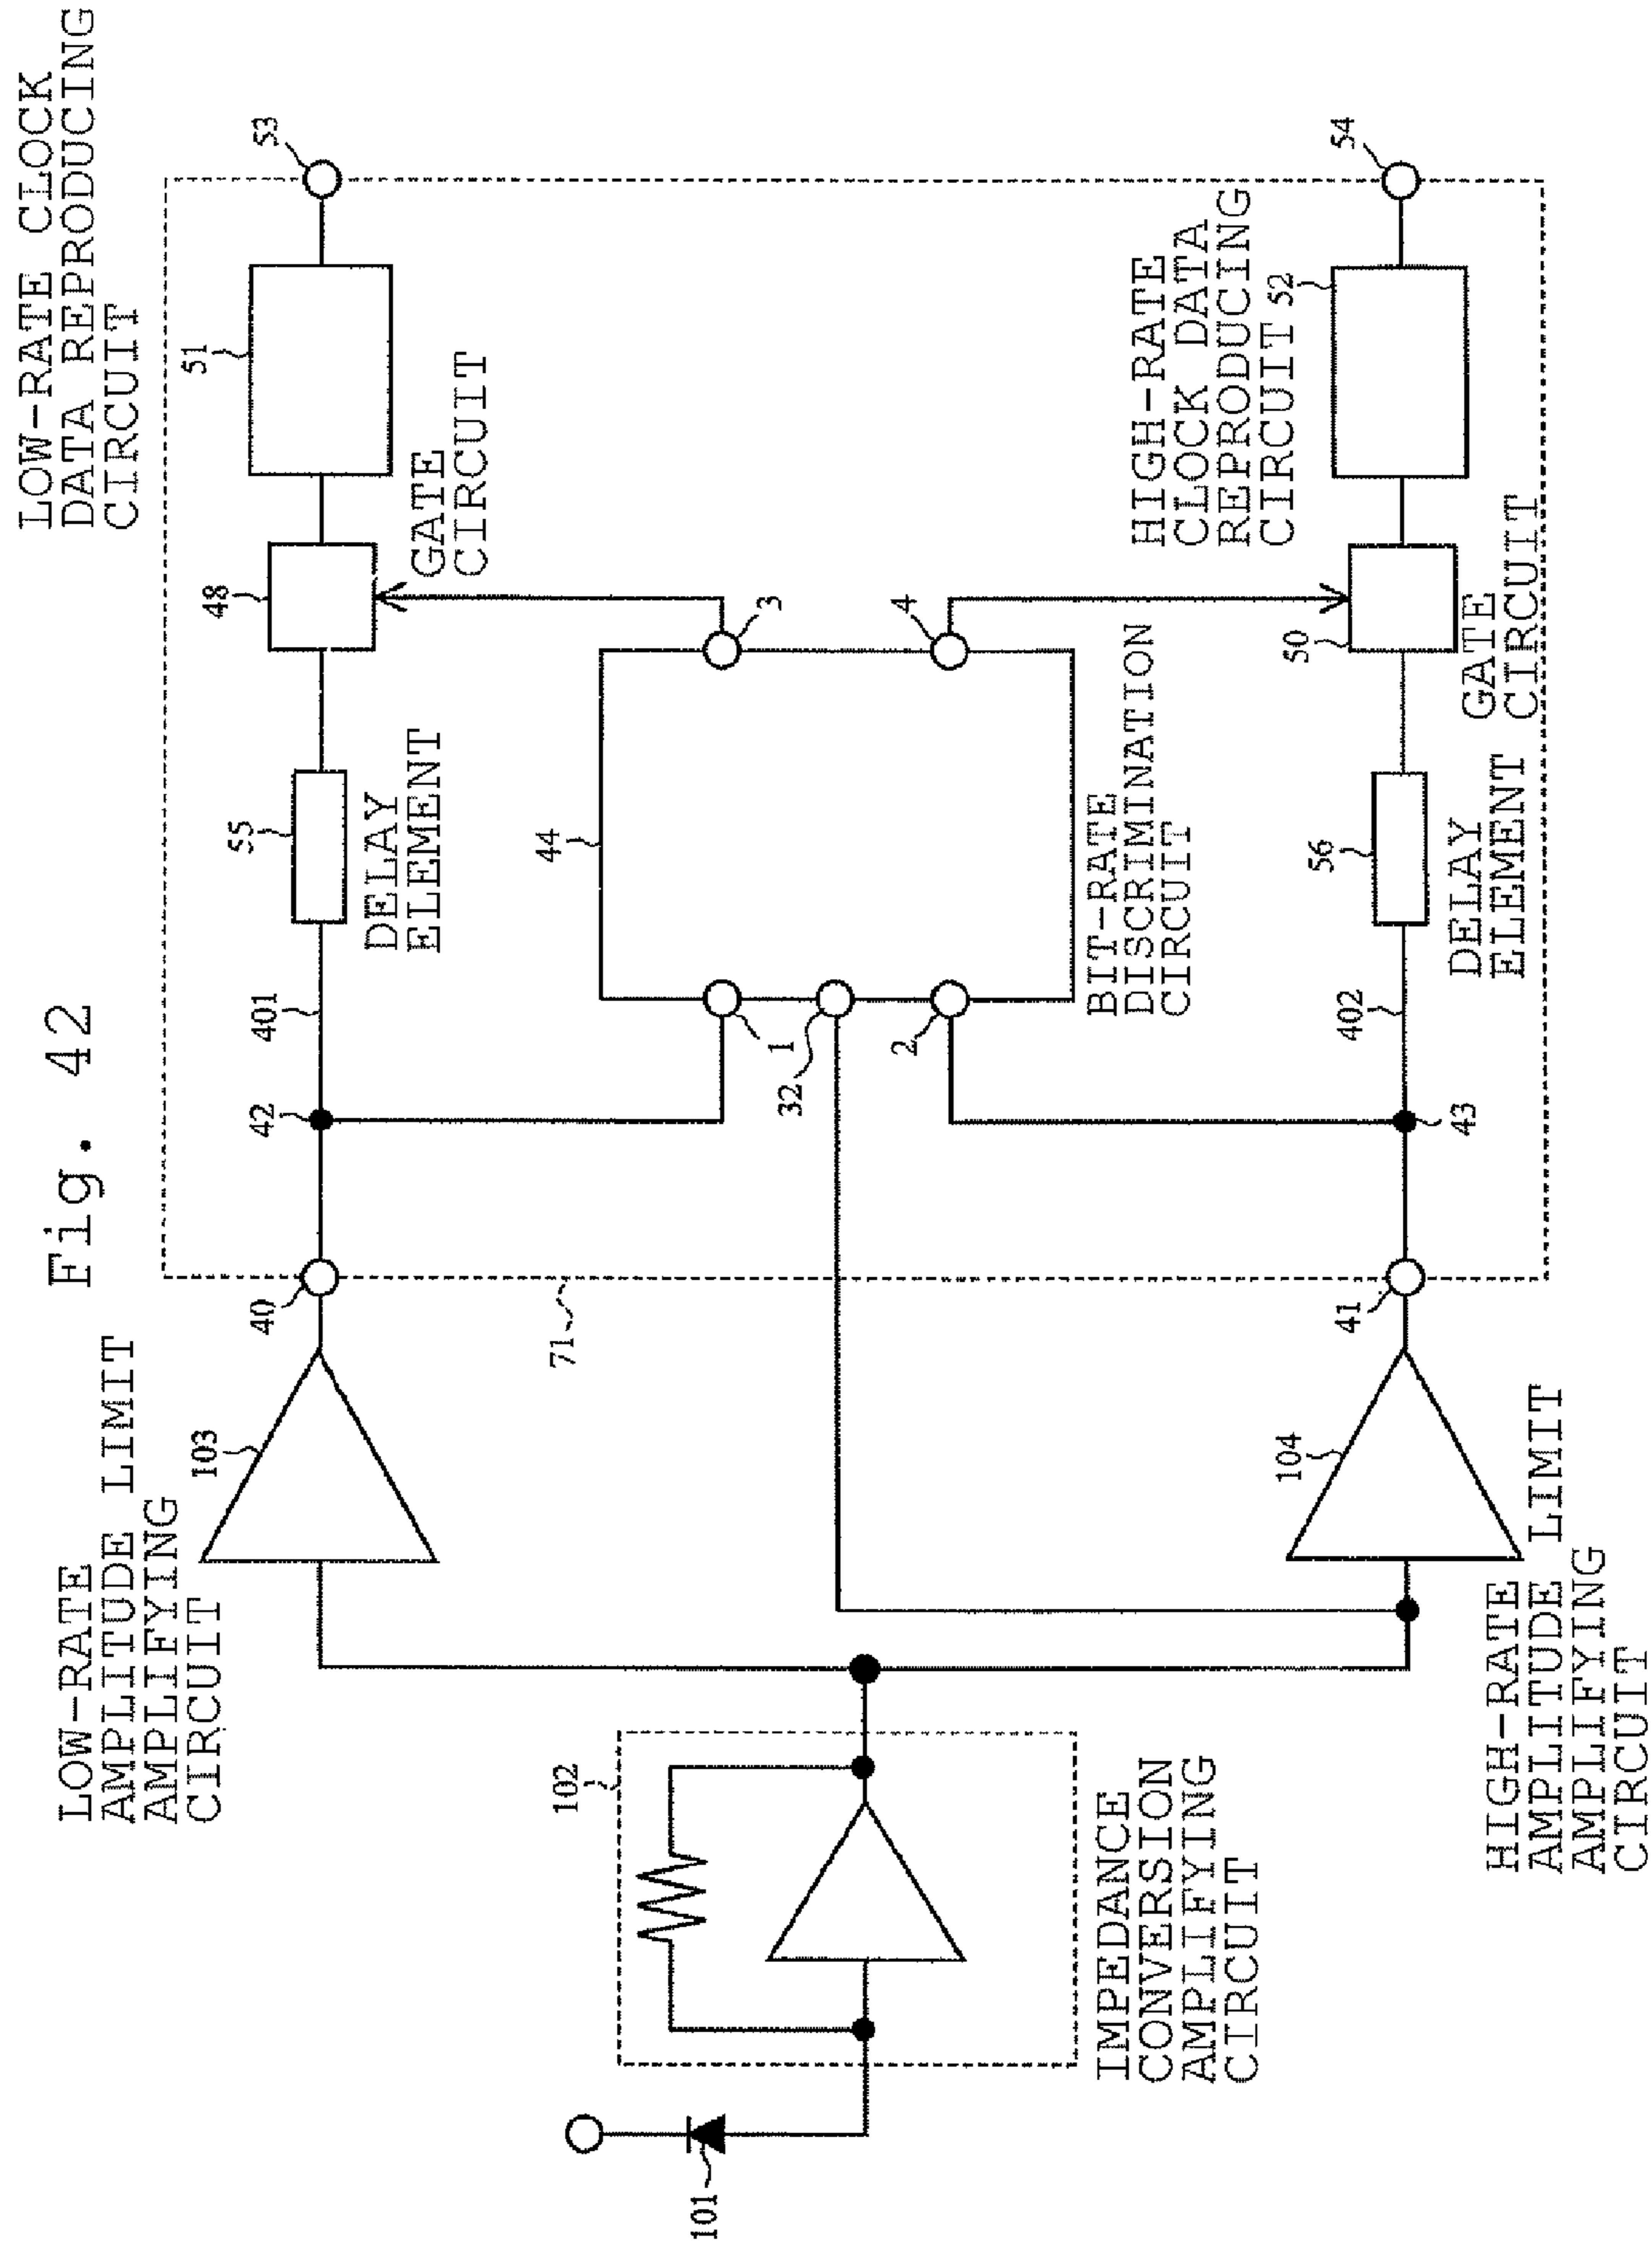 Fig. 42
LOW-RATE
AMPLITUDE LIMIT
AMPLIFYING
CIRCUIT
103
40
42
401
55
DELAY
ELEMENT
48
GATE
CIRCUIT
51
LOW-RATE CLOCK
DATA REPRODUCING
CIRCUIT
53
71
101
102
IMPEDANCE
CONVERSION
AMPLIFYING
CIRCUIT
44
1
32
2
3
4
BIT-RATE
DISCRIMINATION
CIRCUIT
HIGH-RATE
CLOCK DATA
REPRODUCING
CIRCUIT 52
54
104
41
43
402
56
DELAY
ELEMENT
50
GATE
CIRCUIT
HIGH-RATE
AMPLITUDE LIMIT
AMPLIFYING
CIRCUIT